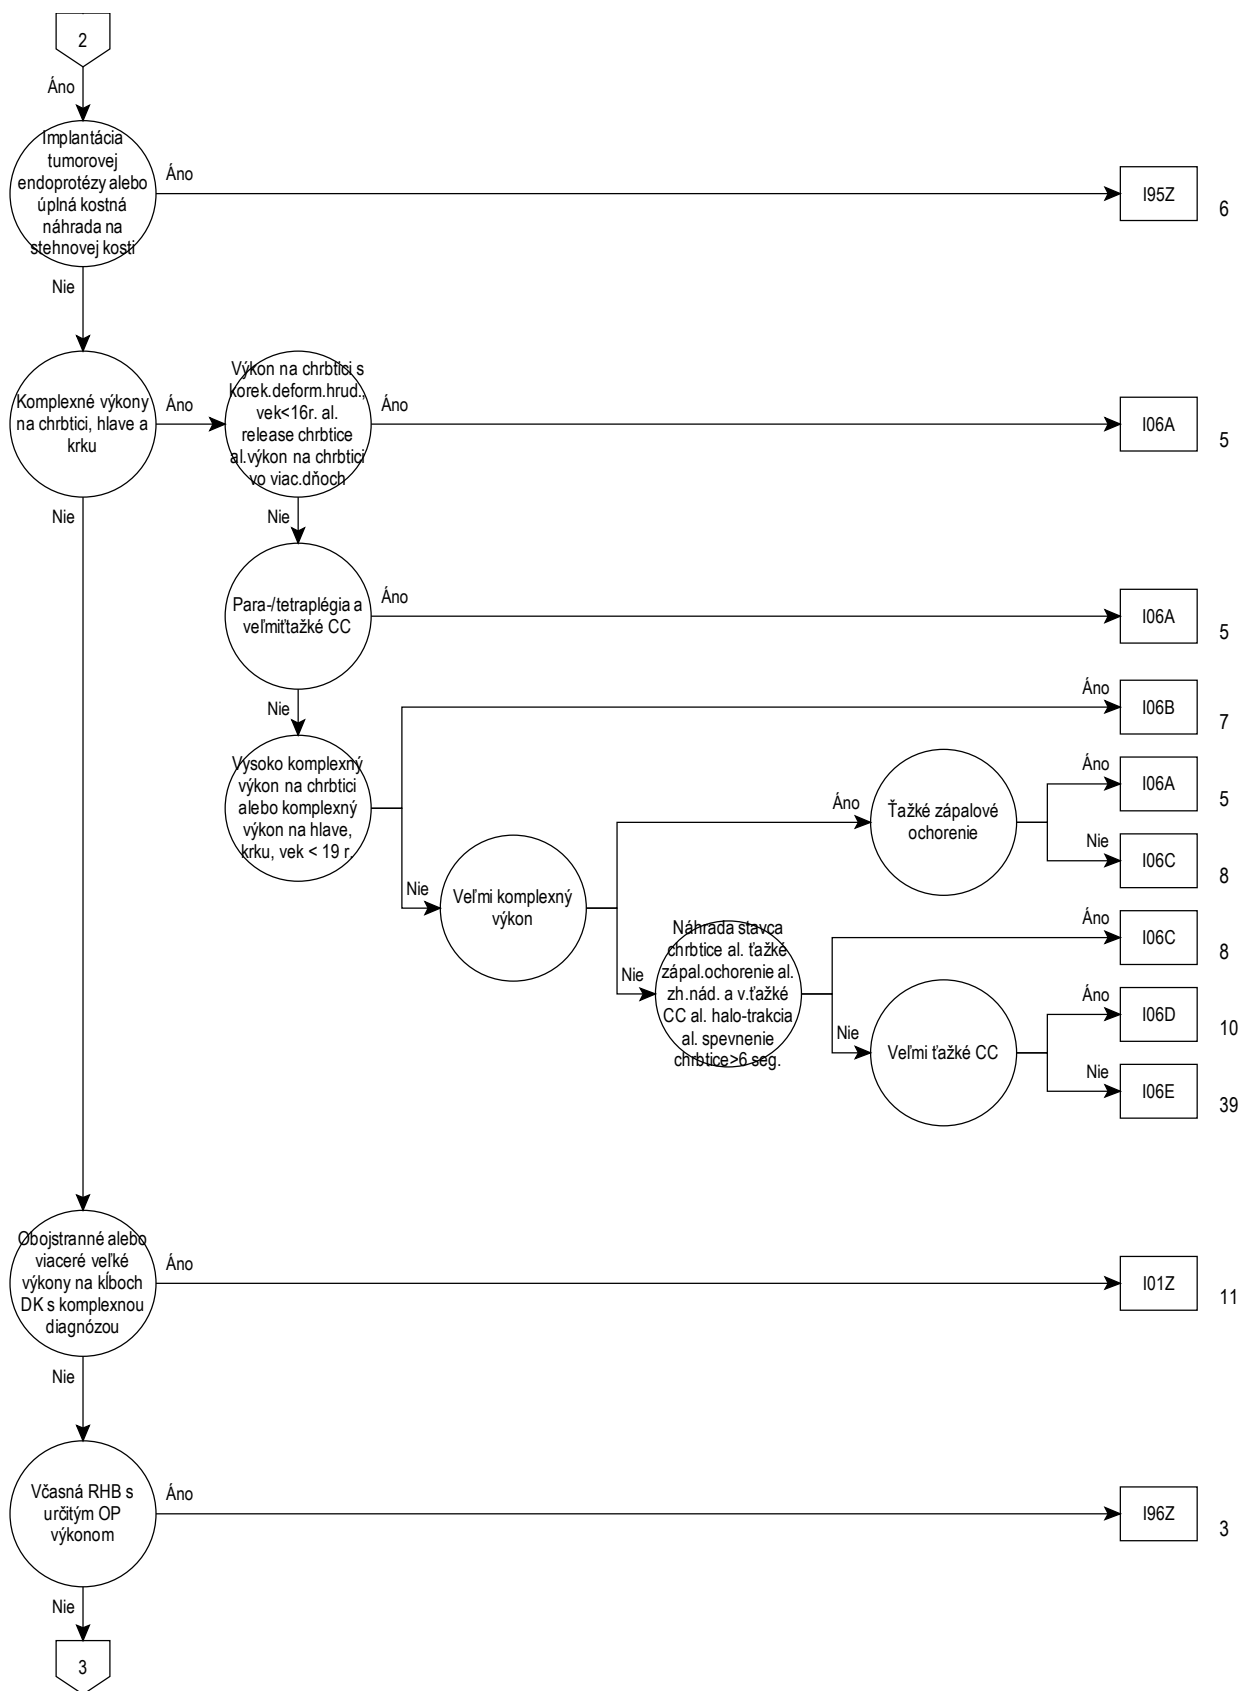 2
Áno
Implantácia
tumorovej
endoprotézy alebo
úplná kostná
náhrada na
stehnovej kosti
Áno
I95Z
6
Nie
Komplexné výkony
na chrbtici, hlave a
krku
Áno
Výkon na chrbtici s
korek.deform.hrud.,
vek<16r. al.
release chrbtice
al.výkon na chrbtici
vo viac.dňoch
Áno
I06A
5
Nie
Nie
Para-/tetraplégia a
veľmiťtažké CC
Áno
I06A
5
Nie
Vysoko komplexný
výkon na chrbtici
alebo komplexný
výkon na hlave,
krku, vek < 19 r.
Áno
I06B
7
Nie
Veľmi komplexný
výkon
Áno
Ťažké zápalové
ochorenie
Áno
I06A
5
Nie
I06C
8
Nie
Náhrada stavca
chrbtice al. ťažké
zápal.ochorenie al.
zh.nád. a v.ťažké
CC al. halo-trakcia
al. spevnenie
chrbtice>6 seg.
Áno
I06C
8
Nie
Veľmi ťažké CC
Áno
I06D
10
Nie
I06E
39
Obojstranné alebo
viaceré veľké
výkony na kĺboch
DK s komplexnou
diagnózou
Áno
I01Z
11
Nie
Včasná RHB s
určitým OP
výkonom
Áno
I96Z
3
Nie
3